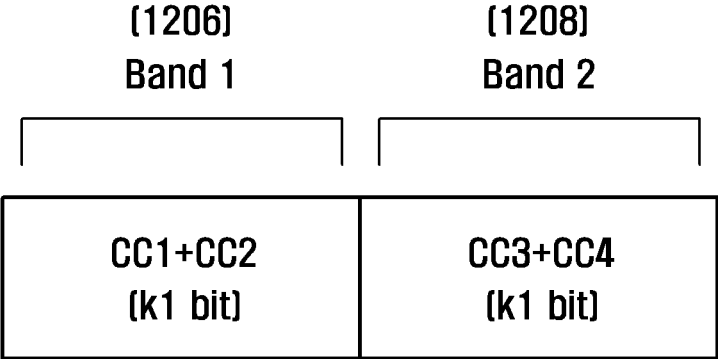 (1206) (1208)
Band 1 Band 2
CC1+CC2 CC3+CC4
(k1 bit) (k1 bit)